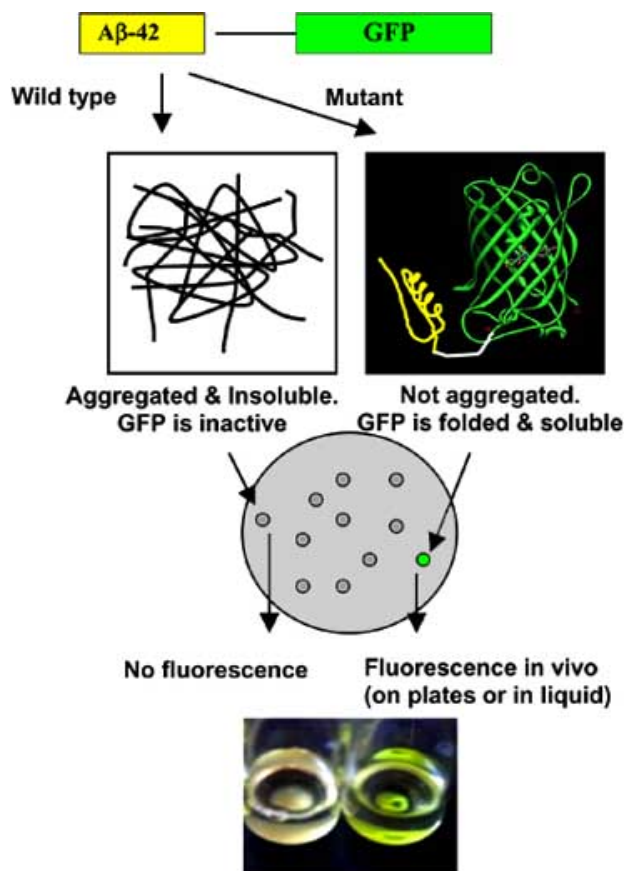 Aβ-42
GFP
Wild type
Mutant
Aggregated & Insoluble.
GFP is inactive
Not aggregated.
GFP is folded & soluble
No fluorescence
Fluorescence in vivo
(on plates or in liquid)